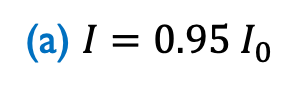 (a) I = 0.95 I₀